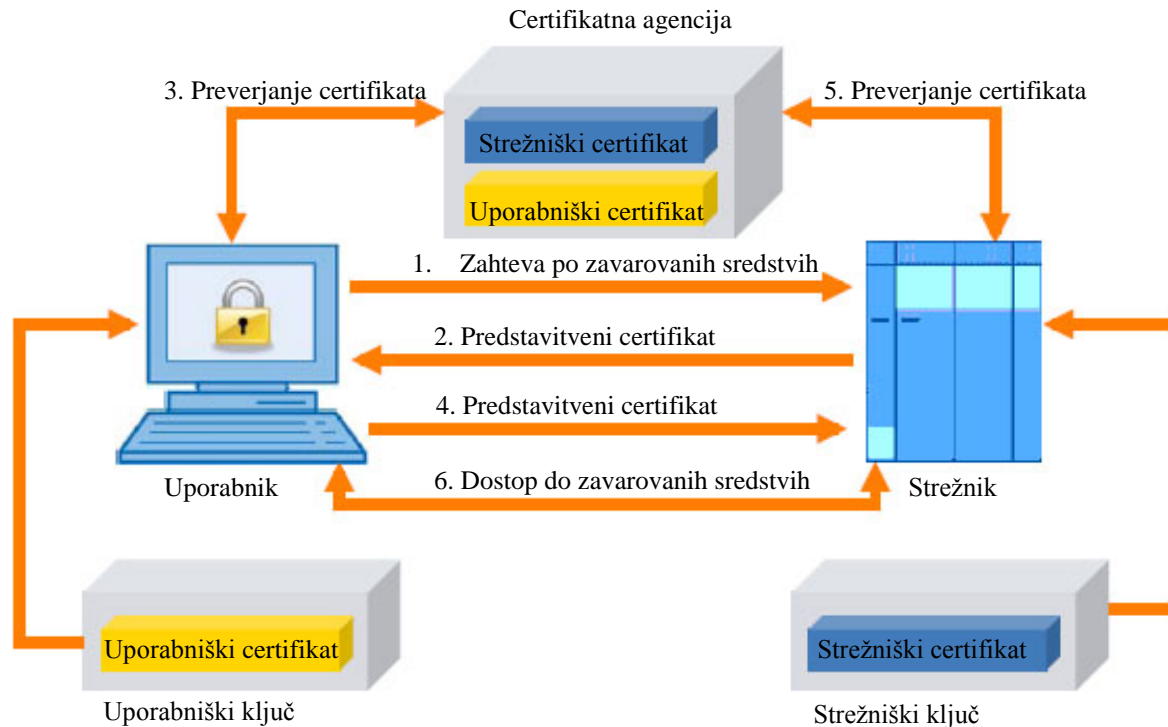 Certifikatna agencija
3. Preverjanje certifikata
5. Preverjanje certifikata
Strežniški certifikat
Uporabniški certifikat
1. Zahteva po zavarovanih sredstvih
2. Predstavitveni certifikat
4. Predstavitveni certifikat
6. Dostop do zavarovanih sredstvih
Uporabnik
Strežnik
Uporabniški certifikat
Strežniški certifikat
Uporabniški ključ
Strežniški ključ